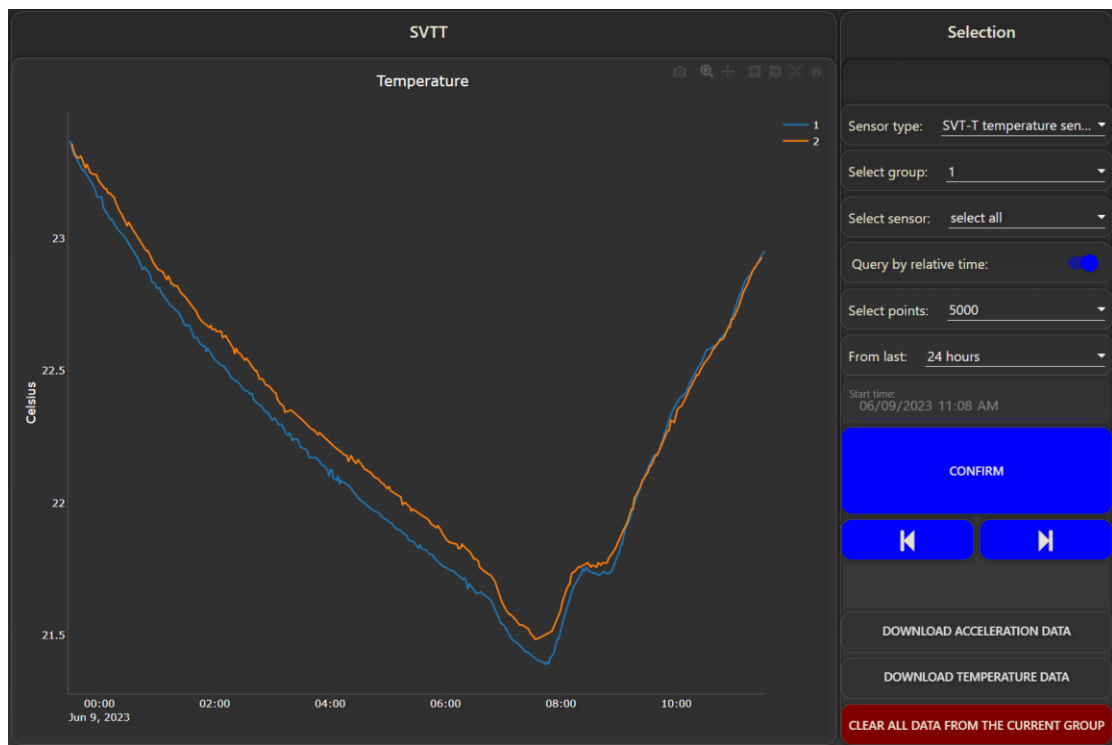 SVTT
Temperature
1
2
Celsius
23
22.5
22
21.5
00:00
Jun 9, 2023
02:00
04:00
06:00
08:00
10:00
Selection
Sensor type: SVT-T temperature sen...
Select group: 1
Select sensor: select all
Query by relative time:
Select points: 5000
From last: 24 hours
Start time:
06/09/2023 11:08 AM
CONFIRM
DOWNLOAD ACCELERATION DATA
DOWNLOAD TEMPERATURE DATA
CLEAR ALL DATA FROM THE CURRENT GROUP